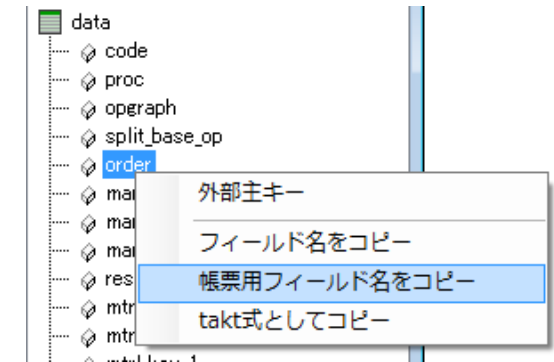 data
code
proc
opgraph
split_base_op
order
外部主キー
フィールド名をコピー
帳票用フィールド名をコピー
takt式としてコピー